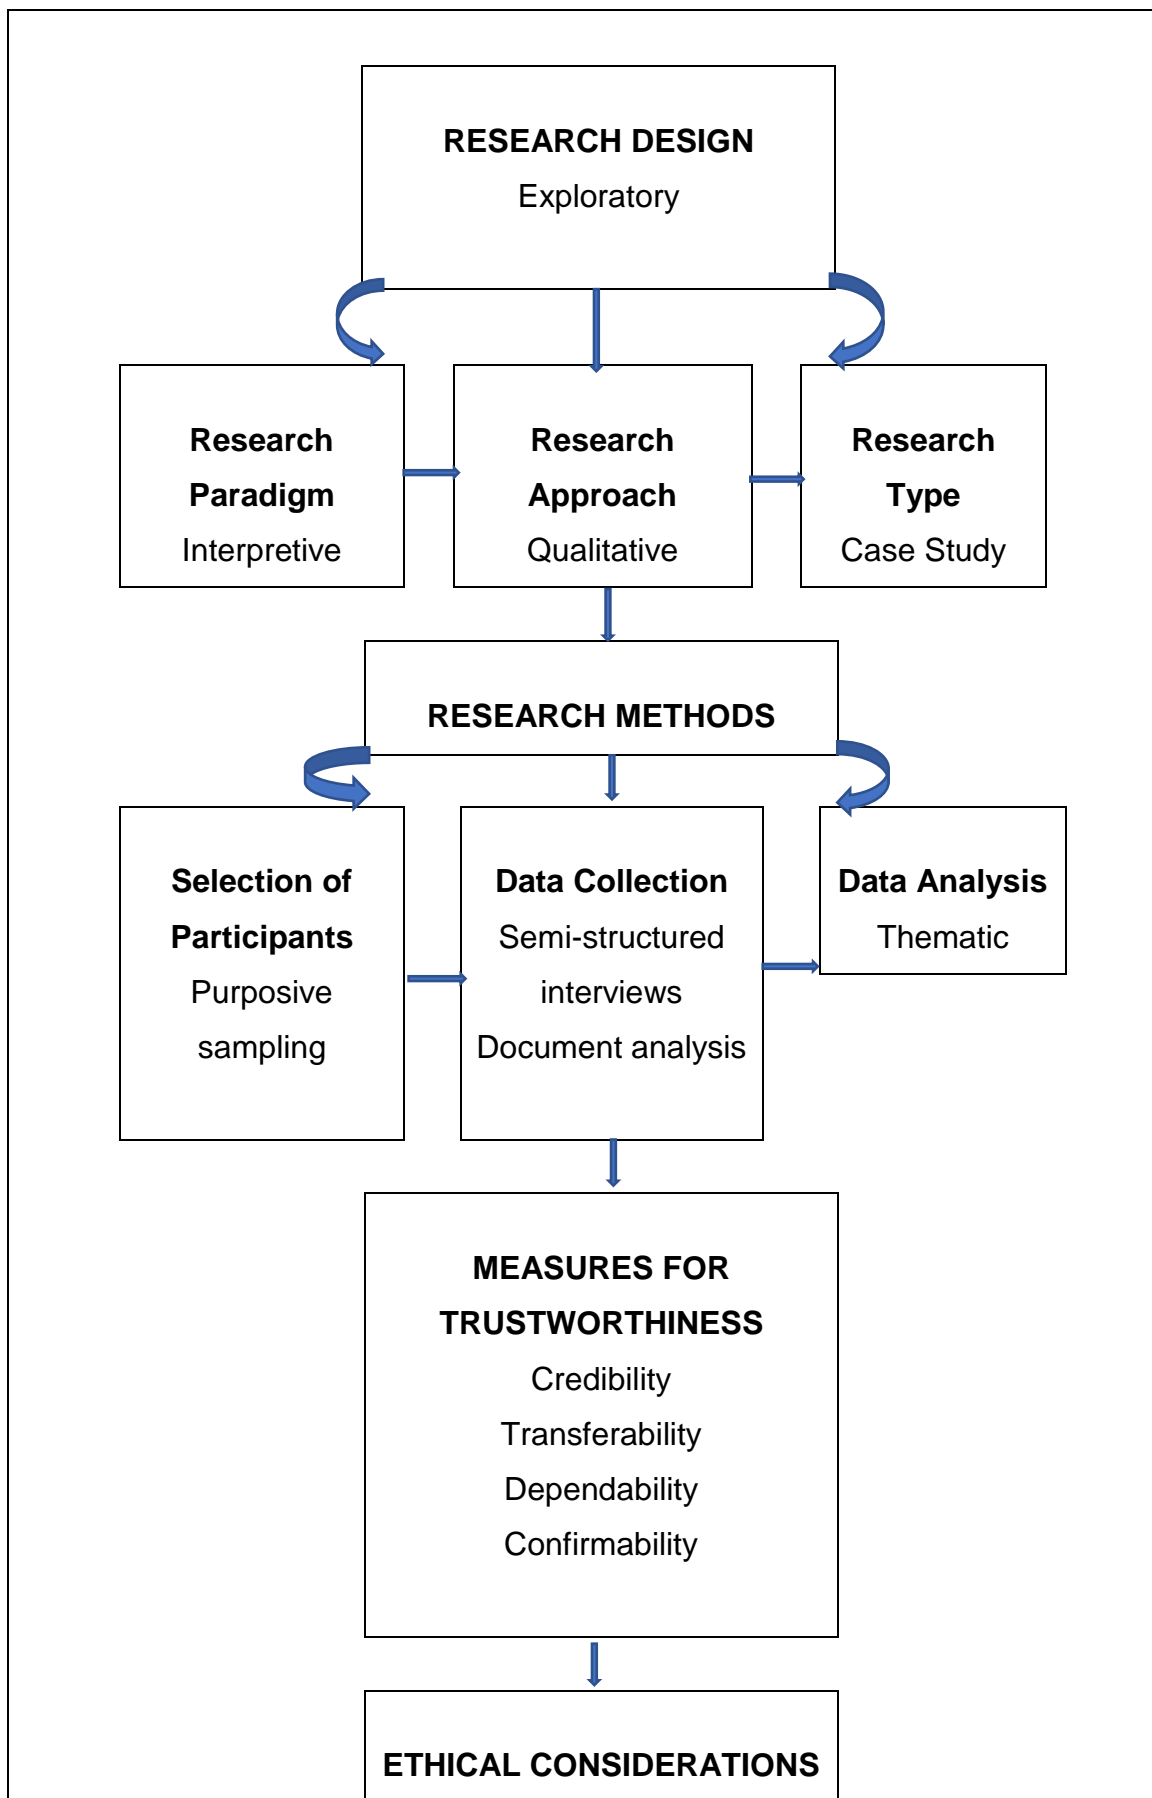 RESEARCH DESIGN
Exploratory
Research
Paradigm
Interpretive
Research
Approach
Qualitative
Research
Type
Case Study
RESEARCH METHODS
Selection of
Participants
Purposive
sampling
Data Collection
Semi-structured
interviews
Document analysis
Data Analysis
Thematic
MEASURES FOR
TRUSTWORTHINESS
Credibility
Transferability
Dependability
Confirmability
ETHICAL CONSIDERATIONS